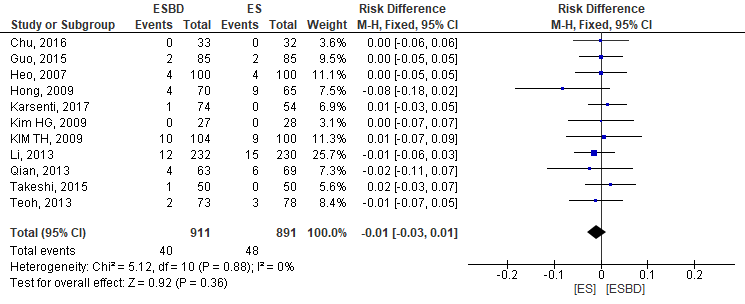 ESBD ES Risk Difference Risk Difference
Study or Subgroup Events Total Events Total Weight M-H, Fixed, 95% CI M-H, Fixed, 95% CI
Chu, 2016 0 33 0 32 3.6% 0.00 [-0.06, 0.06]
Guo, 2015 2 85 2 85 9.5% 0.00 [-0.05, 0.05]
Heo, 2007 4 100 4 100 11.1% 0.00 [-0.05, 0.05]
Hong, 2009 4 70 9 65 7.5% -0.08 [-0.18, 0.02]
Karsenti, 2017 1 74 0 54 6.9% 0.01 [-0.03, 0.05]
Kim HG, 2009 0 27 0 28 3.1% 0.00 [-0.07, 0.07]
KIM TH, 2009 10 104 9 100 11.3% 0.01 [-0.07, 0.09]
Li, 2013 12 232 15 230 25.7% -0.01 [-0.06, 0.03]
Qian, 2013 4 63 6 69 7.3% -0.02 [-0.11, 0.07]
Takeshi, 2015 1 50 0 50 5.6% 0.02 [-0.03, 0.07]
Teoh, 2013 2 73 3 78 8.4% -0.01 [-0.07, 0.05]
Total (95% CI) 911 891 100.0% -0.01 [-0.03, 0.01]
Total events 40 48
Heterogeneity: Chi² = 5.12, df = 10 (P = 0.88); I² = 0%
Test for overall effect: Z = 0.92 (P = 0.36)
-0.2 -0.1 0 0.1 0.2
[ES] [ESBD]